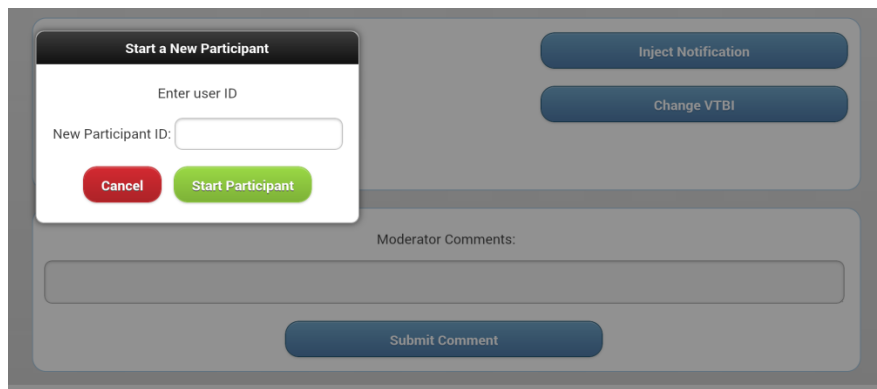 Start a New Participant
Enter user ID
New Participant ID:
Cancel
Start Participant
Inject Notification
Change VTBI
Moderator Comments:
Submit Comment